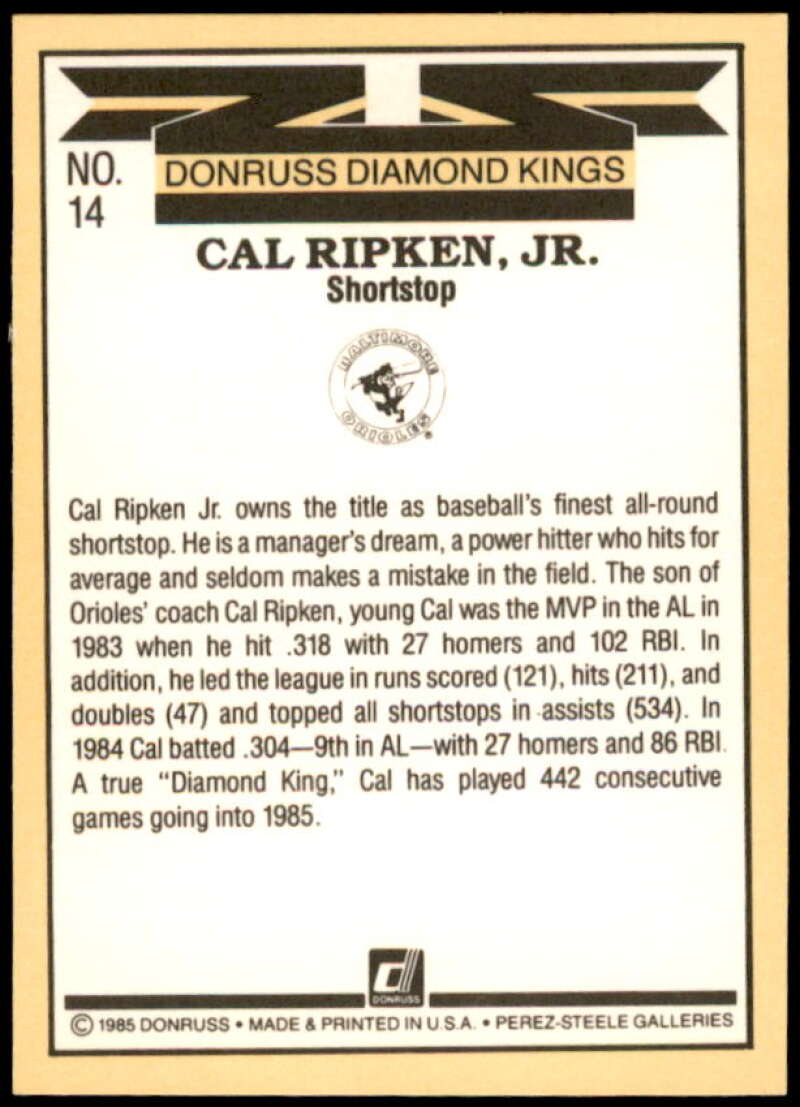 NO.
14
DONRUSS DIAMOND KINGS
CAL RIPKEN, JR.
Shortstop
BALTIMORE
ORIOLES
Cal Ripken Jr. owns the title as baseball's finest all-round
shortstop. He is a manager's dream, a power hitter who hits for
average and seldom makes a mistake in the field. The son of
Orioles' coach Cal Ripken, young Cal was the MVP in the AL in
1983 when he hit .318 with 27 homers and 102 RBI. In
addition, he led the league in runs scored (121), hits (211), and
doubles (47) and topped all shortstops in assists (534). In
1984 Cal batted .304—9th in AL—with 27 homers and 86 RBI.
A true "Diamond King," Cal has played 442 consecutive
games going into 1985.
d
DONRUSS
© 1985 DONRUSS • MADE & PRINTED IN U.S.A. • PEREZ-STEELE GALLERIES